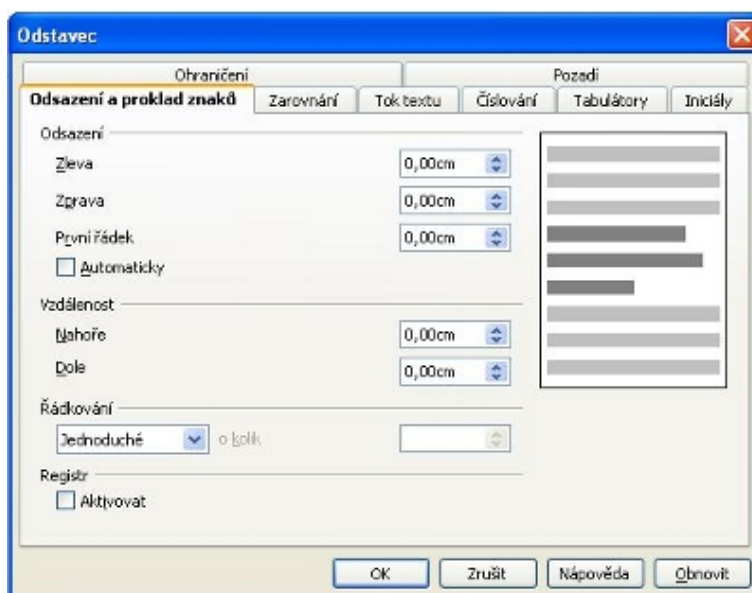 Odstavec
Ohraničení Pozadí
Odsazení a proklad znaků Zarovnání Tok textu Číslování Tabulátory Iniciály
Odsazení
Zleva 0,00cm
Zprava 0,00cm
První řádek 0,00cm
Automaticky
Vzdálenost
Nahoře 0,00cm
Dole 0,00cm
Řádkování
Jednoduché o kolik
Registr
Aktivovat
OK Zrušit Nápověda Obnovit